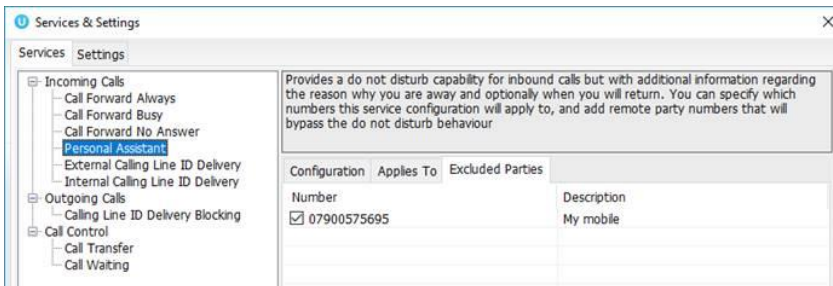 Services & Settings
Services Settings
Incoming Calls
Call Forward Always
Call Forward Busy
Call Forward No Answer
Personal Assistant
External Calling Line ID Delivery
Internal Calling Line ID Delivery
Outgoing Calls
Calling Line ID Delivery Blocking
Call Control
Call Transfer
Call Waiting
Provides a do not disturb capability for inbound calls but with additional information regarding
the reason why you are away and optionally when you will return. You can specify which
numbers this service configuration will apply to, and add remote party numbers that will
bypass the do not disturb behaviour
Configuration Applies To Excluded Parties
Number Description
07900575695 My mobile